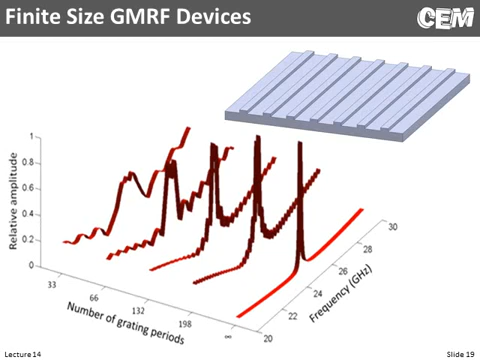 Finite Size GMRF Devices
CEM
Relative amplitude
1
0.8
0.6
0.4
0.2
0
33
66
132
198
∞
Number of grating periods
20
22
24
26
28
30
Frequency (GHz)
Lecture 14
Slide 19